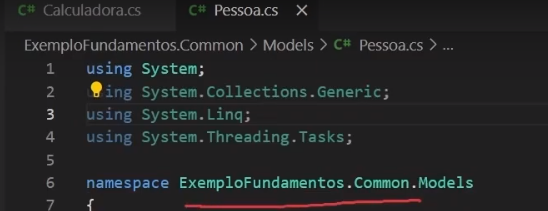 C# Calculadora.cs C# Pessoa.cs ×
ExemploFundamentos.Common > Models > C# Pessoa.cs > ...
1 using System;
2 ing System.Collections.Generic;
3 using System.Linq;
4 using System.Threading.Tasks;
5
6 namespace ExemploFundamentos.Common.Models
7 {